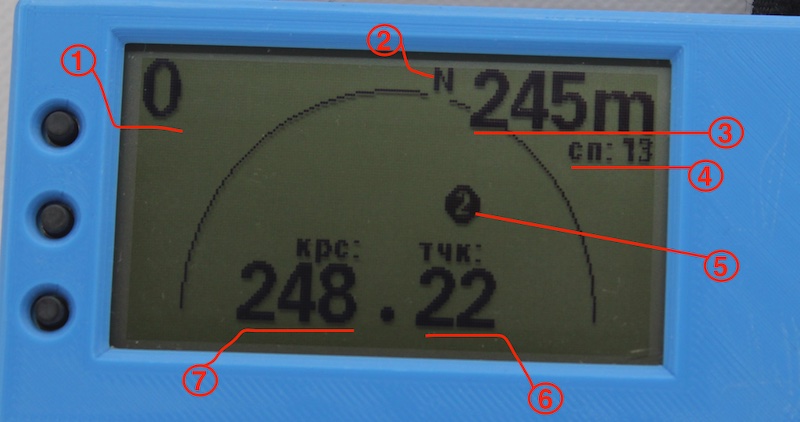 ① ② N
0 245m ③
сп: 13 ④
② ⑤
крс: тчк:
248 . 22
⑦ ⑥